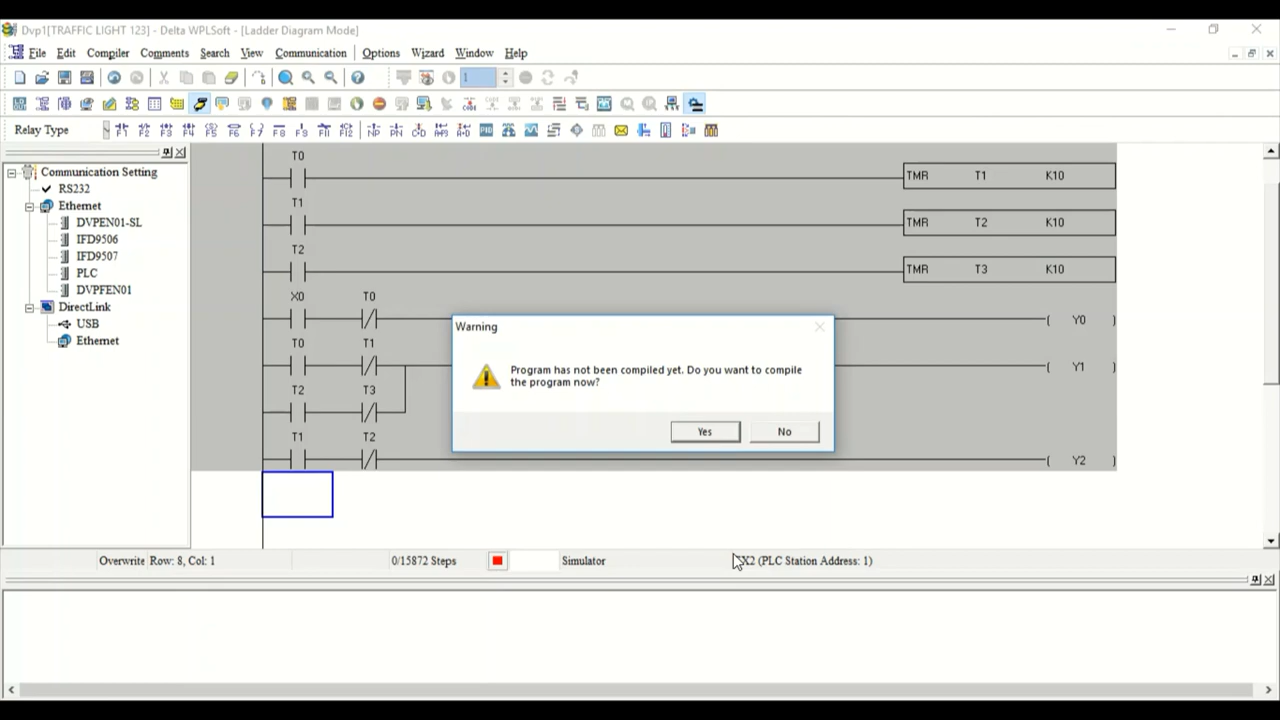 Dvp1[TRAFFIC LIGHT 123] - Delta WPLSoft - [Ladder Diagram Mode]
File Edit Compiler Comments Search View Communication Options Wizard Window Help
1
Relay Type
Communication Setting
RS232
Ethernet
DVPEN01-SL
IFD9506
IFD9507
PLC
DVPFEN01
DirectLink
USB
Ethernet
T0
TMR T1 K10
T1
TMR T2 K10
T2
TMR T3 K10
X0 T0
( Y0 )
T0 T1
( Y1 )
T2 T3
T1 T2
( Y2 )
Warning
Program has not been compiled yet. Do you want to compile
the program now?
Yes No
Overwrite Row: 8, Col: 1 0/15872 Steps Simulator X2 (PLC Station Address: 1)